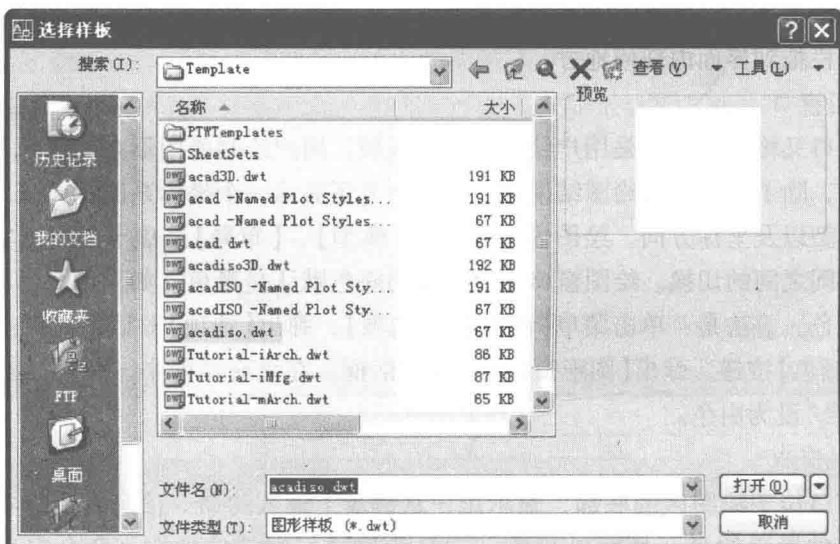 选择样板
搜索(I):
Template
查看(V)
工具(L)
预览
名称
大小
PTWTemplates
SheetSets
acad3D.dwt 191 KB
acad -Named Plot Styles... 191 KB
acad -Named Plot Styles... 67 KB
acad.dwt 67 KB
acadiso3D.dwt 192 KB
acadISO -Named Plot Sty... 191 KB
acadISO -Named Plot Sty... 67 KB
acadiso.dwt 67 KB
Tutorial-iArch.dwt 86 KB
Tutorial-iMfg.dwt 87 KB
Tutorial-mArch.dwt 85 KB
历史记录
我的文档
收藏夹
FTP
桌面
文件名(N):
acadiso.dwt
打开(O)
文件类型(T):
图形样板 (*.dwt)
取消